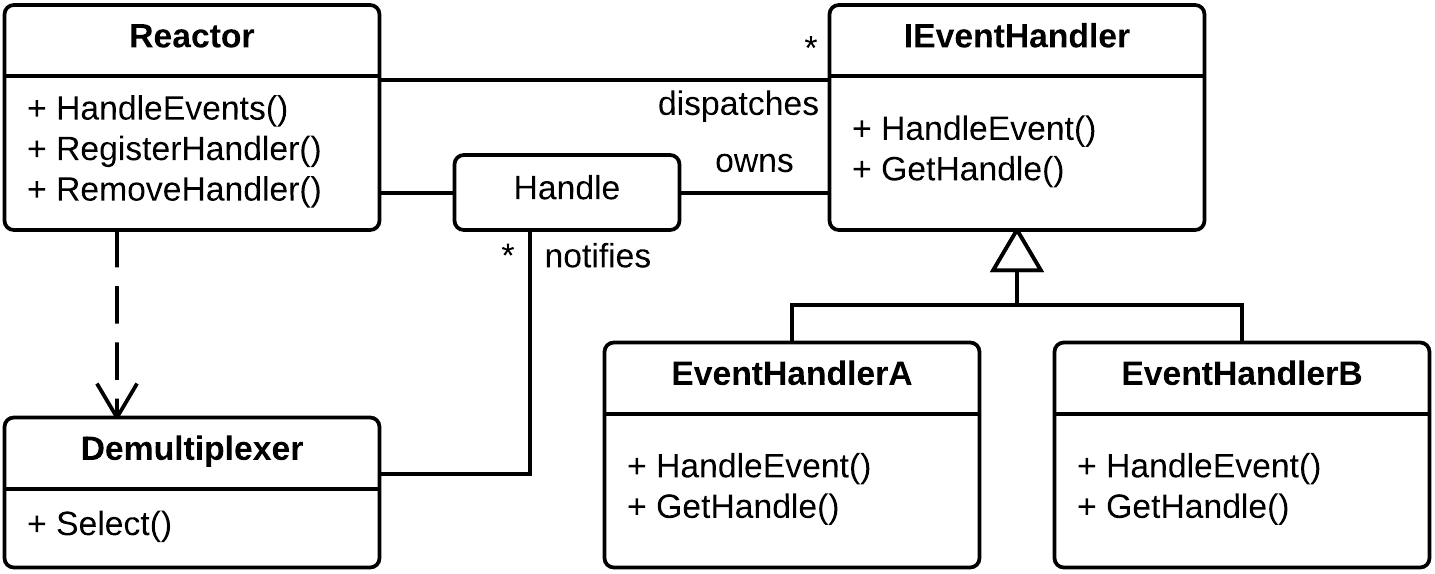 Reactor
+ HandleEvents()
+ RegisterHandler()
+ RemoveHandler()
*
dispatches
owns
IEventHandler
+ HandleEvent()
+ GetHandle()
Handle
* notifies
Demultiplexer
+ Select()
EventHandlerA
+ HandleEvent()
+ GetHandle()
EventHandlerB
+ HandleEvent()
+ GetHandle()